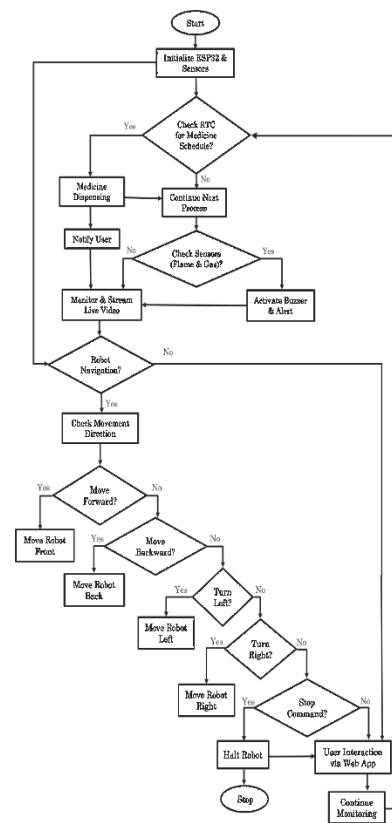 Start
Initialize ESP32 &
Sensors
Check RTC
for Medicine
Schedule?
Yes
No
Medicine
Dispensing
Continue Next
Process
Notify User
Check Sensors
(Flame & Gas)?
No
Yes
Monitor & Stream
Live Video
Activate Buzzer
& Alert
Robot
Navigation?
No
Yes
Check Movement
Direction
Yes
Move
Forward?
No
Move Robot
Front
Yes
Move
Backward?
No
Move Robot
Back
Yes
Turn
Left?
No
Move Robot
Left
Yes
Turn
Right?
No
Move Robot
Right
Yes
Stop
Command?
No
Halt Robot
User Interaction
via Web App
Stop
Continue
Monitoring